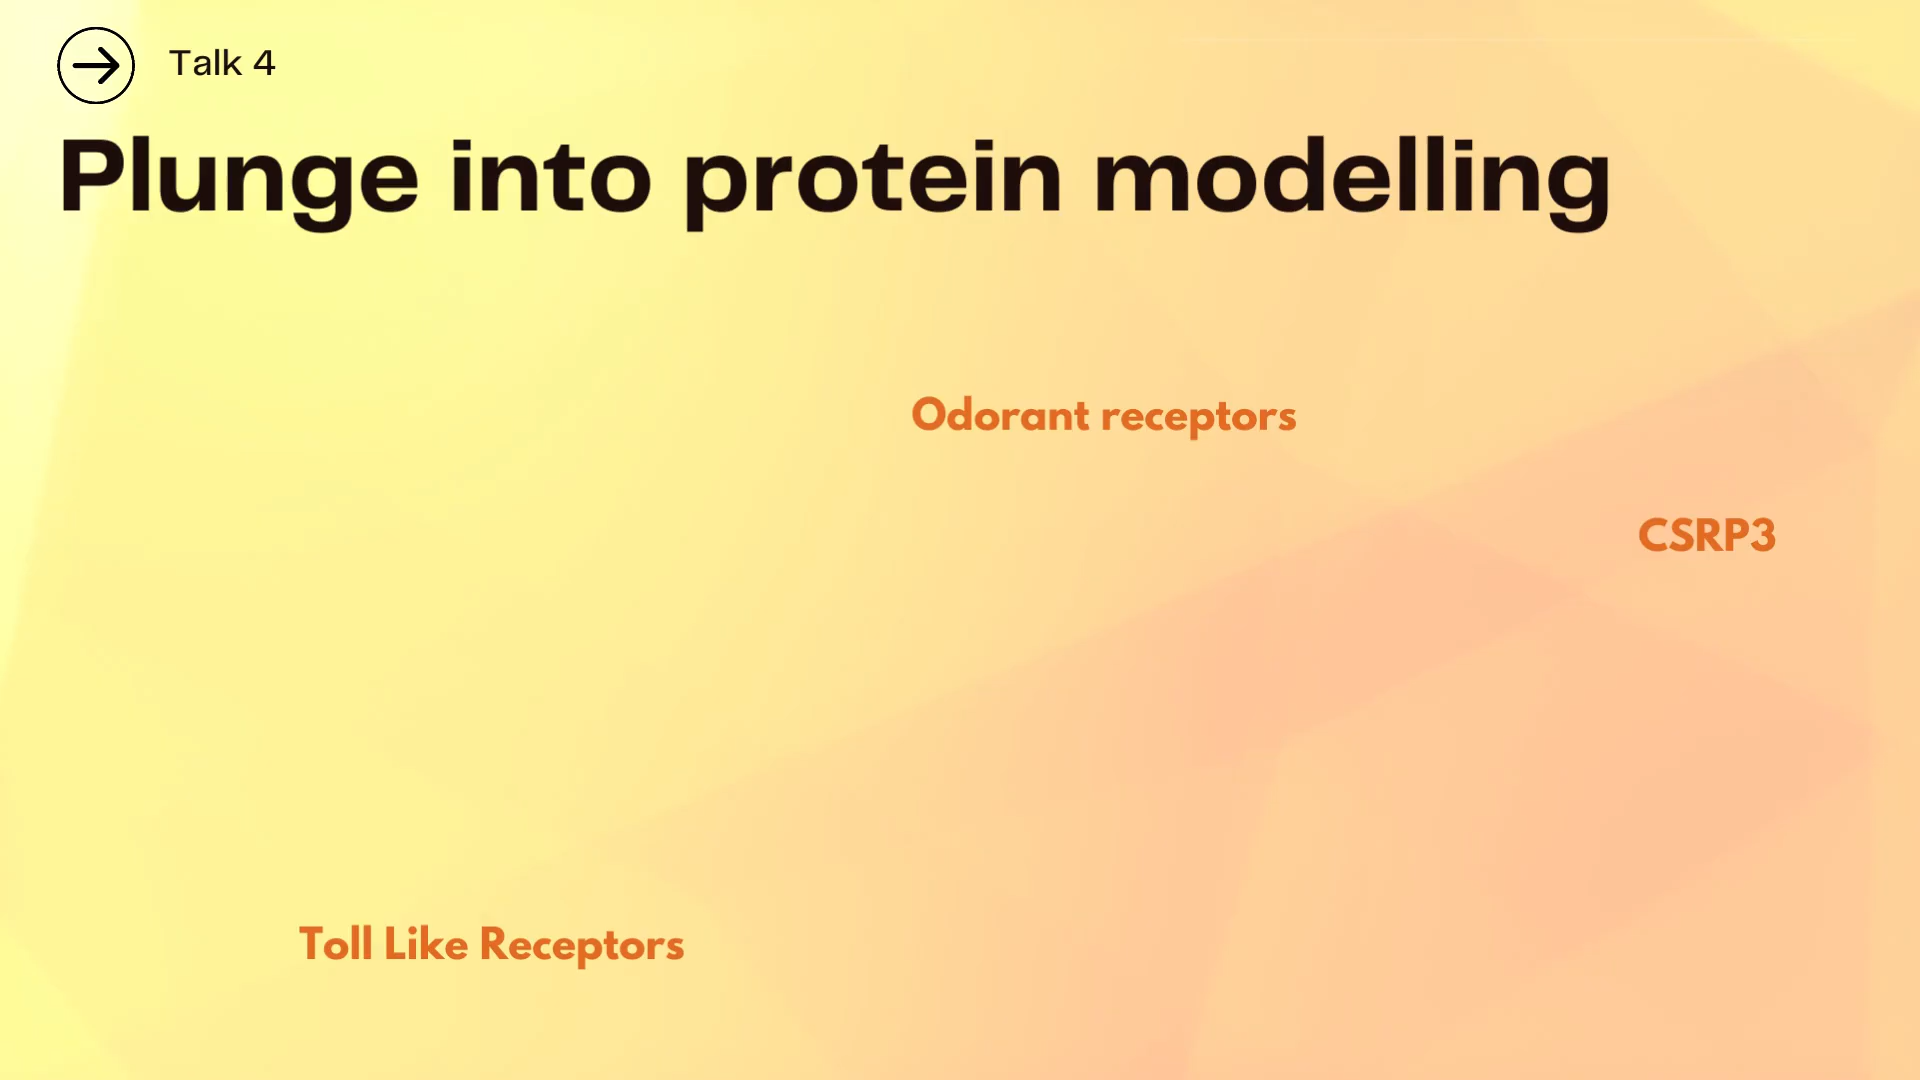 Talk 4
Plunge into protein modelling
Odorant receptors
CSRP3
Toll Like Receptors